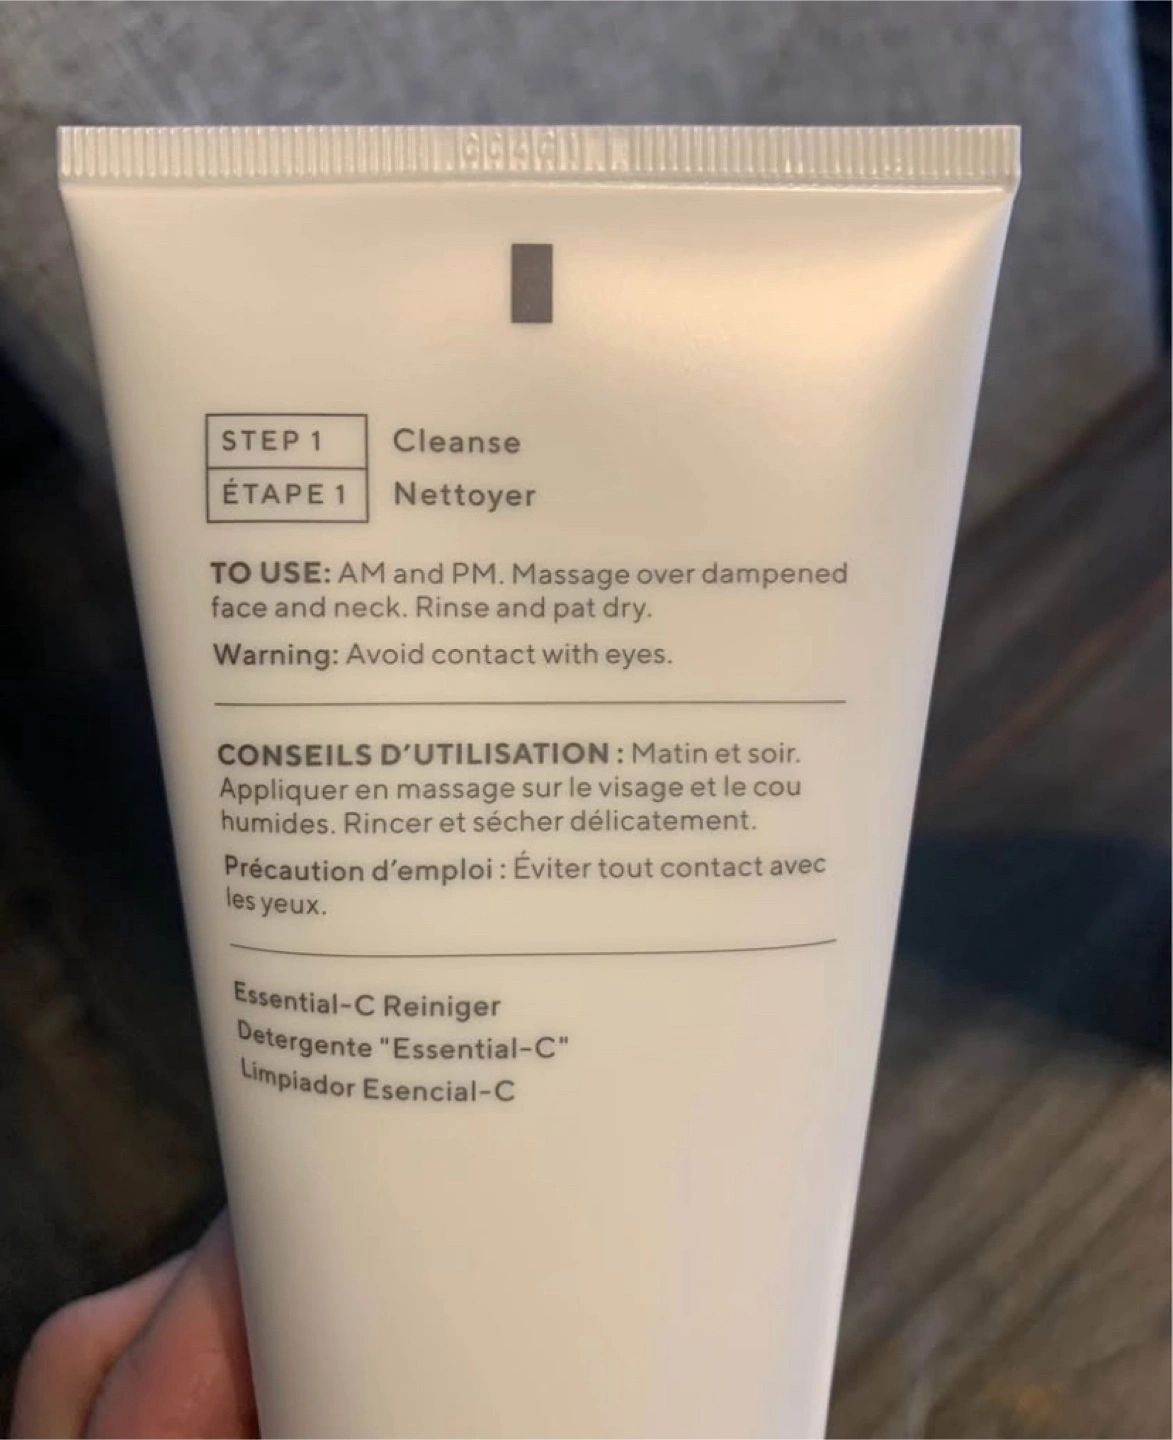 STEP 1 Cleanse
ÉTAPE 1 Nettoyer
TO USE: AM and PM. Massage over dampened
face and neck. Rinse and pat dry.
Warning: Avoid contact with eyes.
CONSEILS D'UTILISATION : Matin et soir.
Appliquer en massage sur le visage et le cou
humides. Rincer et sécher délicatement.
Précaution d'emploi : Éviter tout contact avec
les yeux.
Essential-C Reiniger
Detergente "Essential-C"
Limpiador Esencial-C